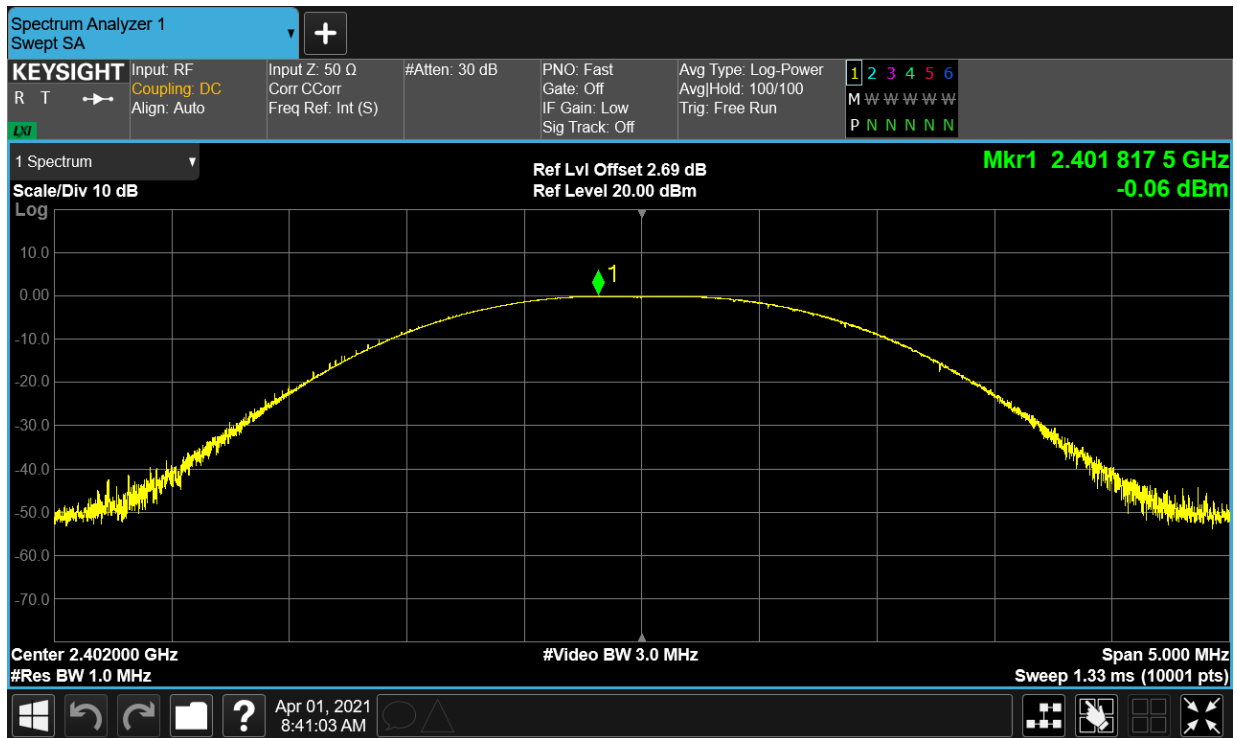 Spectrum Analyzer 1
Swept SA
+
KEYSIGHT
R T
LXI
Input: RF
Coupling: DC
Align: Auto
Input Z: 50 Ω
Corr CCorr
Freq Ref: Int (S)
#Atten: 30 dB
PNO: Fast
Gate: Off
IF Gain: Low
Sig Track: Off
Avg Type: Log-Power
Avg|Hold: 100/100
Trig: Free Run
1 2 3 4 5 6
M W W W W W
P N N N N N
1 Spectrum
Scale/Div 10 dB
Log
Ref Lvl Offset 2.69 dB
Ref Level 20.00 dBm
Mkr1 2.401 817 5 GHz
-0.06 dBm
1
10.0
0.00
-10.0
-20.0
-30.0
-40.0
-50.0
-60.0
-70.0
Center 2.402000 GHz
#Res BW 1.0 MHz
#Video BW 3.0 MHz
Span 5.000 MHz
Sweep 1.33 ms (10001 pts)
?
Apr 01, 2021
8:41:03 AM